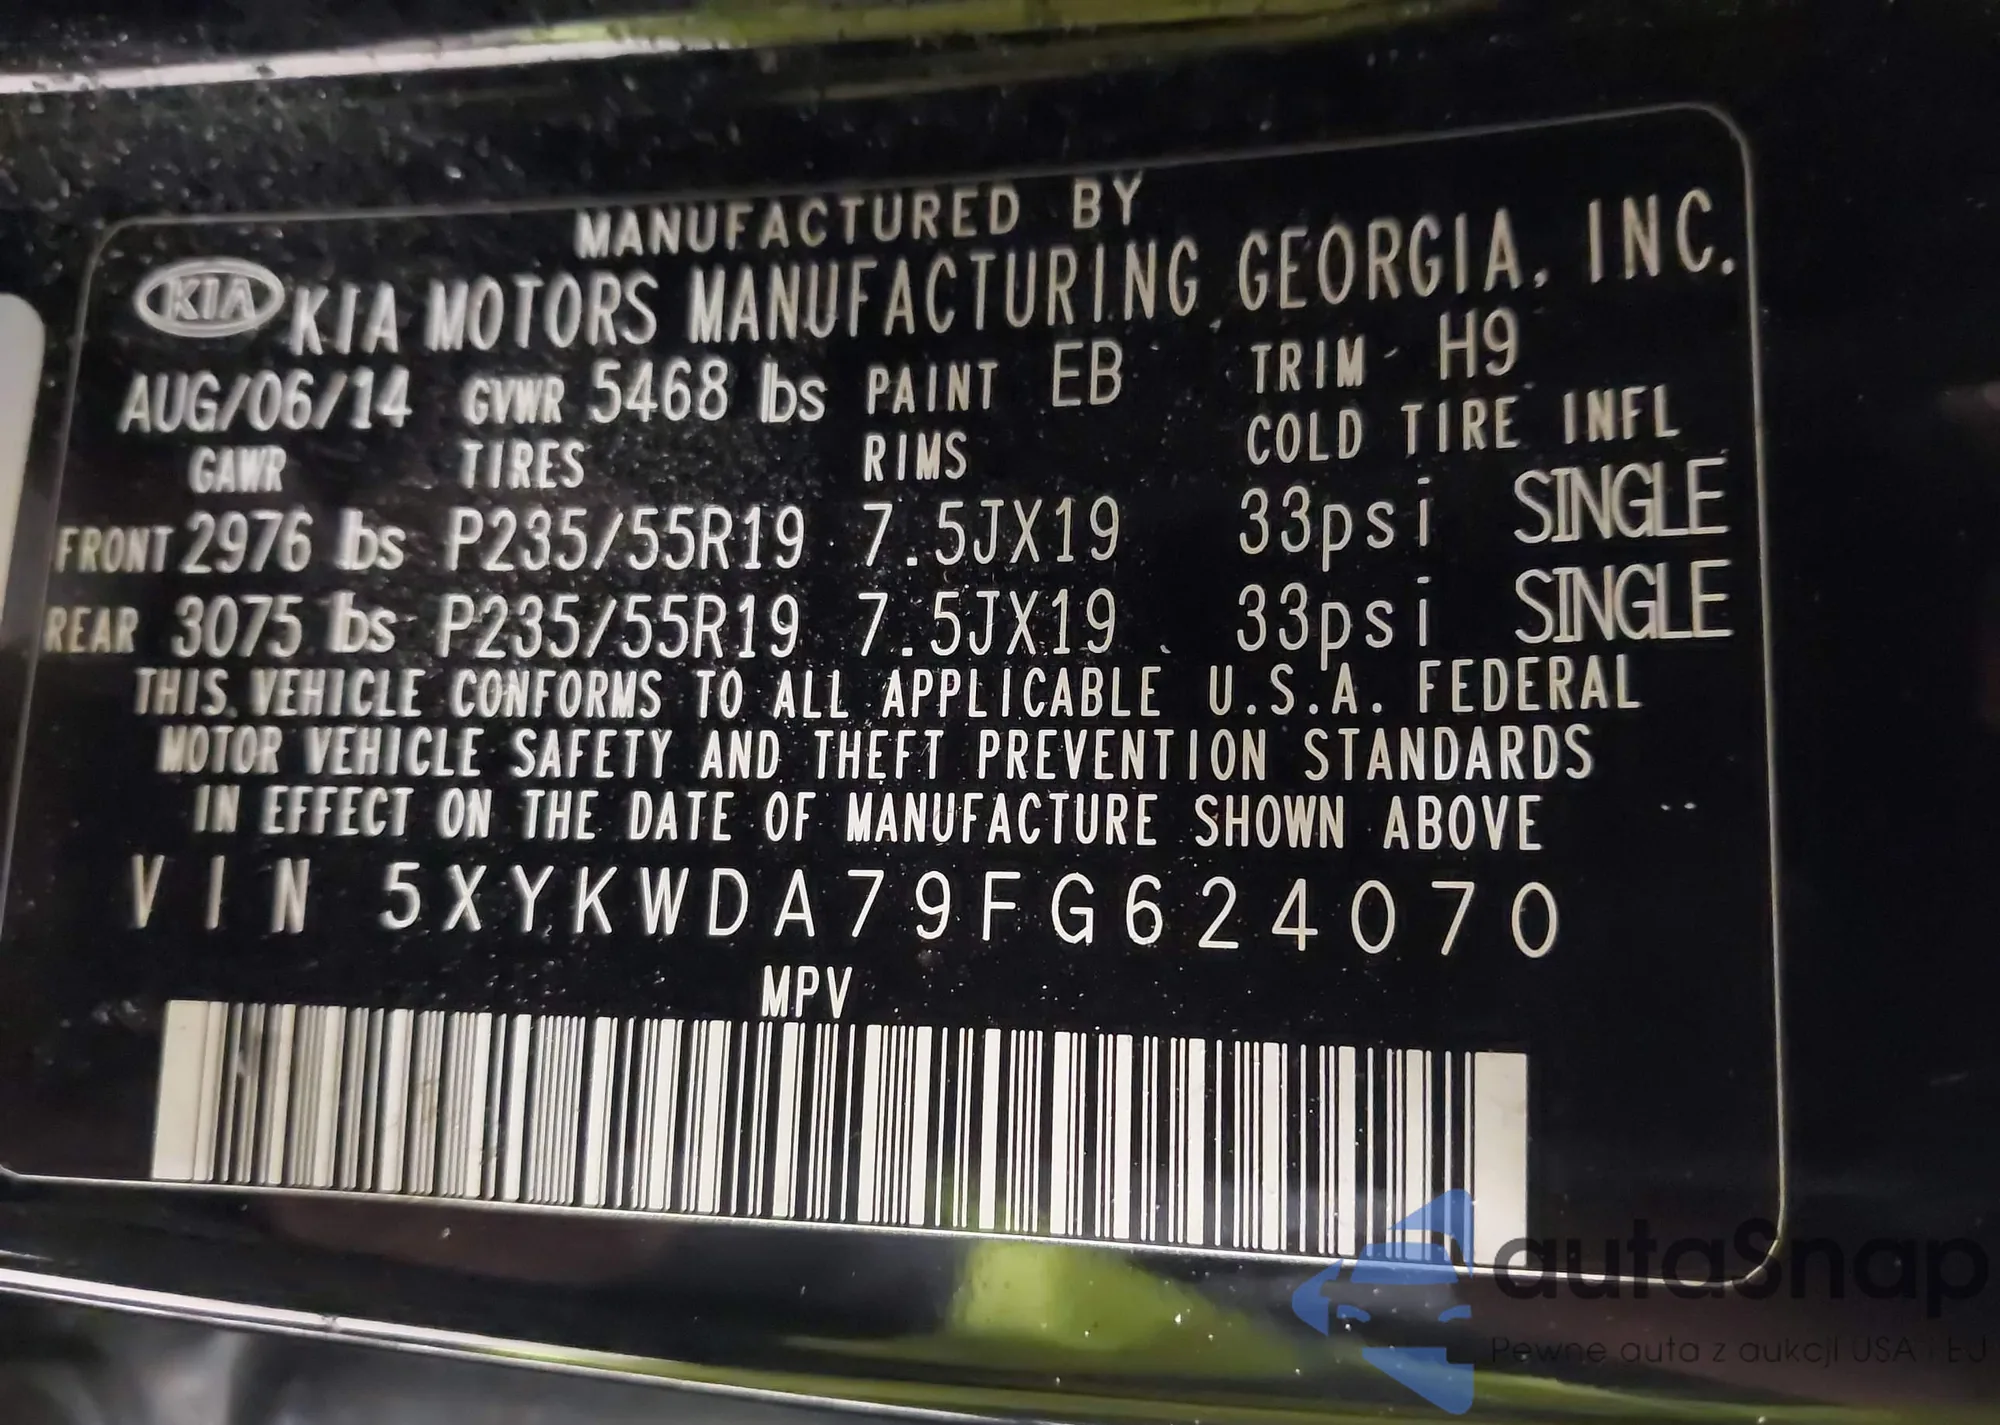 MANUFACTURED BY
KIA KIA MOTORS MANUFACTURING GEORGIA, INC.
AUG/06/14 GVWR 5468 lbs PAINT EB TRIM H9
GAWR TIRES RIMS COLD TIRE INFL
FRONT 2976 lbs P235/55R19 7.5JX19 33psi SINGLE
REAR 3075 lbs P235/55R19 7.5JX19 33psi SINGLE
THIS VEHICLE CONFORMS TO ALL APPLICABLE U.S.A. FEDERAL
MOTOR VEHICLE SAFETY AND THEFT PREVENTION STANDARDS
IN EFFECT ON THE DATE OF MANUFACTURE SHOWN ABOVE
VIN 5XYKWDA79FG624070
MPV
autaSnap
Pewne auta z aukcji USA i EJ